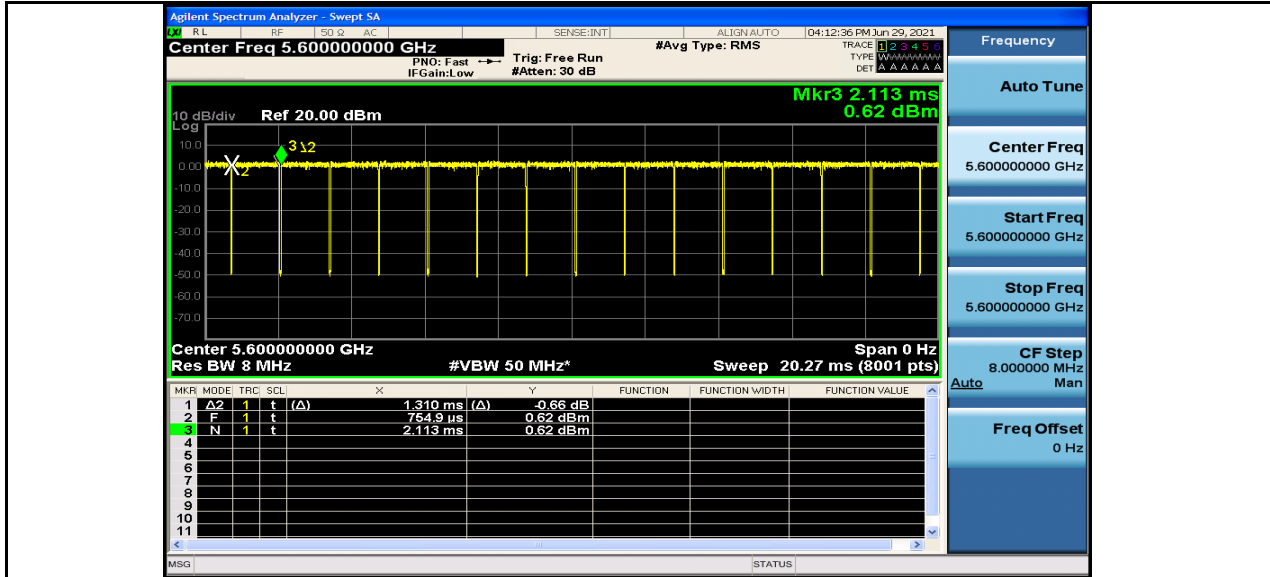 Agilent Spectrum Analyzer - Swept SA
LXI RL RF 50 Ω AC SENSE:INT ALIGN AUTO 04:12:36 PM Jun 29, 2021
Center Freq 5.600000000 GHz
PNO: Fast
IFGain:Low
Trig: Free Run
#Atten: 30 dB
#Avg Type: RMS
TRACE 1 2 3 4 5 6
TYPE WWWWWW
DET A A A A A A
Mkr3 2.113 ms
0.62 dBm
10 dB/div Ref 20.00 dBm
Log
10.0
0.00
-10.0
-20.0
-30.0
-40.0
-50.0
-60.0
-70.0
X2
3 1Δ2
Center 5.600000000 GHz Span 0 Hz
Res BW 8 MHz #VBW 50 MHz* Sweep 20.27 ms (8001 pts)
MKR MODE TRC SCL X Y FUNCTION FUNCTION WIDTH FUNCTION VALUE
1 Δ2 1 t (Δ) 1.310 ms (Δ) -0.66 dB
2 F 1 t 754.9 µs 0.62 dBm
3 N 1 t 2.113 ms 0.62 dBm
4
5
6
7
8
9
10
11
MSG STATUS
Frequency
Auto Tune
Center Freq
5.600000000 GHz
Start Freq
5.600000000 GHz
Stop Freq
5.600000000 GHz
CF Step
8.000000 MHz
Auto Man
Freq Offset
0 Hz